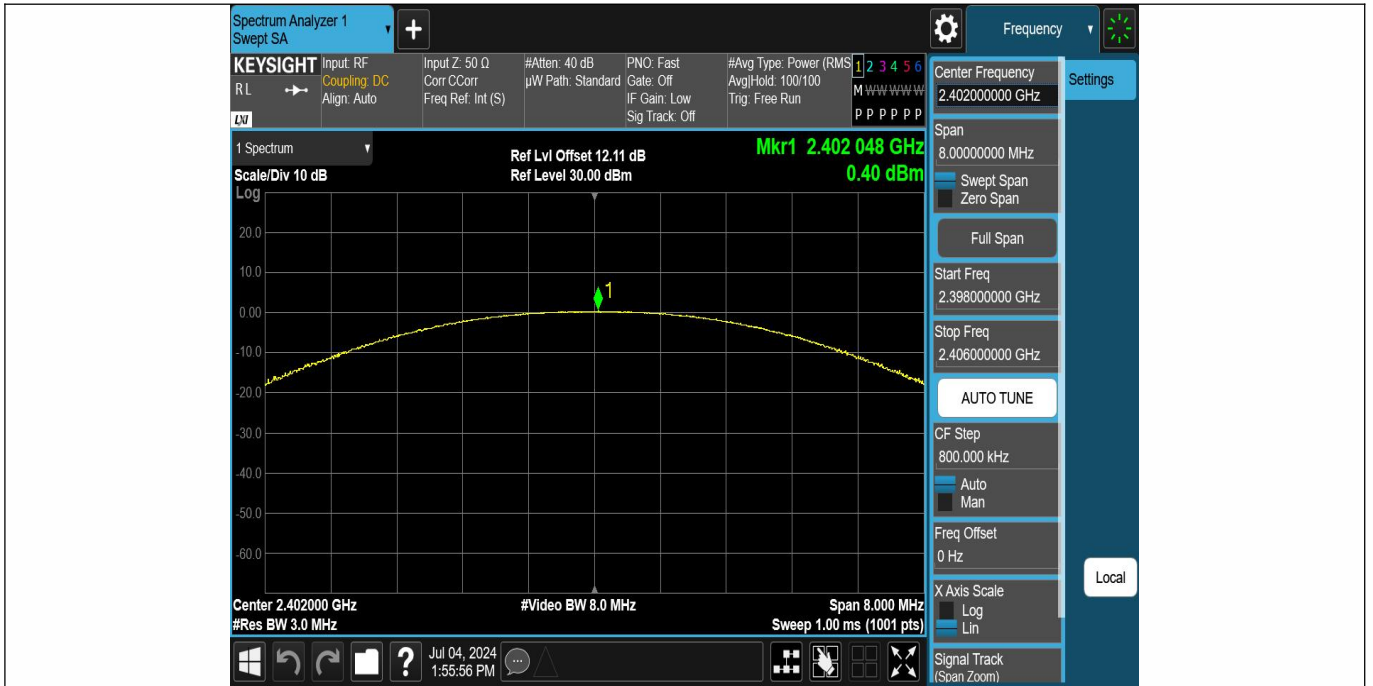 Spectrum Analyzer 1
Swept SA
+
Frequency
KEYSIGHT
RL
LXI
Input: RF
Coupling: DC
Align: Auto
Input Z: 50 Ω
Corr CCorr
Freq Ref: Int (S)
#Atten: 40 dB
µW Path: Standard
PNO: Fast
Gate: Off
IF Gain: Low
Sig Track: Off
#Avg Type: Power (RMS
Avg|Hold: 100/100
Trig: Free Run
1 2 3 4 5 6
M W W W W W
P P P P P P
1 Spectrum
Scale/Div 10 dB
Ref Lvl Offset 12.11 dB
Ref Level 30.00 dBm
Mkr1 2.402 048 GHz
0.40 dBm
Log
20.0
10.0
0.00
-10.0
-20.0
-30.0
-40.0
-50.0
-60.0
1
Center 2.402000 GHz
#Res BW 3.0 MHz
#Video BW 8.0 MHz
Span 8.000 MHz
Sweep 1.00 ms (1001 pts)
Center Frequency
2.402000000 GHz
Settings
Span
8.00000000 MHz
Swept Span
Zero Span
Full Span
Start Freq
2.398000000 GHz
Stop Freq
2.406000000 GHz
AUTO TUNE
CF Step
800.000 kHz
Auto
Man
Freq Offset
0 Hz
Local
X Axis Scale
Log
Lin
Signal Track
(Span Zoom)
?
Jul 04, 2024
1:55:56 PM